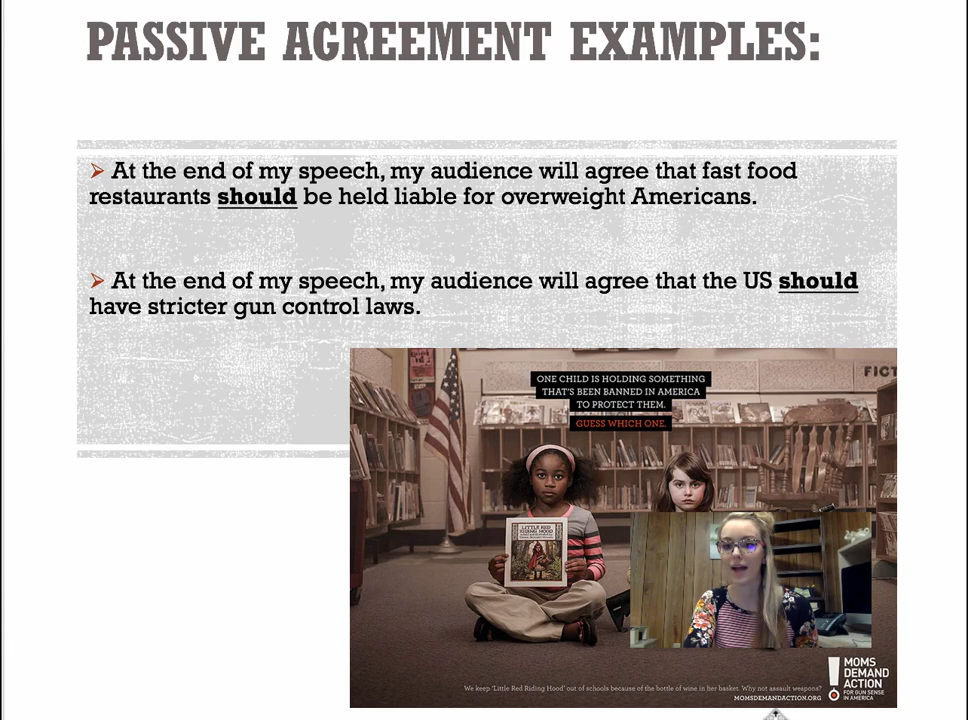 PASSIVE AGREEMENT EXAMPLES:
At the end of my speech, my audience will agree that fast food
restaurants should be held liable for overweight Americans.
At the end of my speech, my audience will agree that the US should
have stricter gun control laws.
FICT
ONE CHILD IS HOLDING SOMETHING
THAT'S BEEN BANNED IN AMERICA
TO PROTECT THEM.
GUESS WHICH ONE.
LITTLE RED
RIDING HOOD
We keep 'Little Red Riding Hood' out of schools because of the bottle of wine in her basket. Why not assault weapons?
MOMSDEMANDACTION.ORG
MOMS
DEMAND
ACTION
FOR GUN SENSE
IN AMERICA